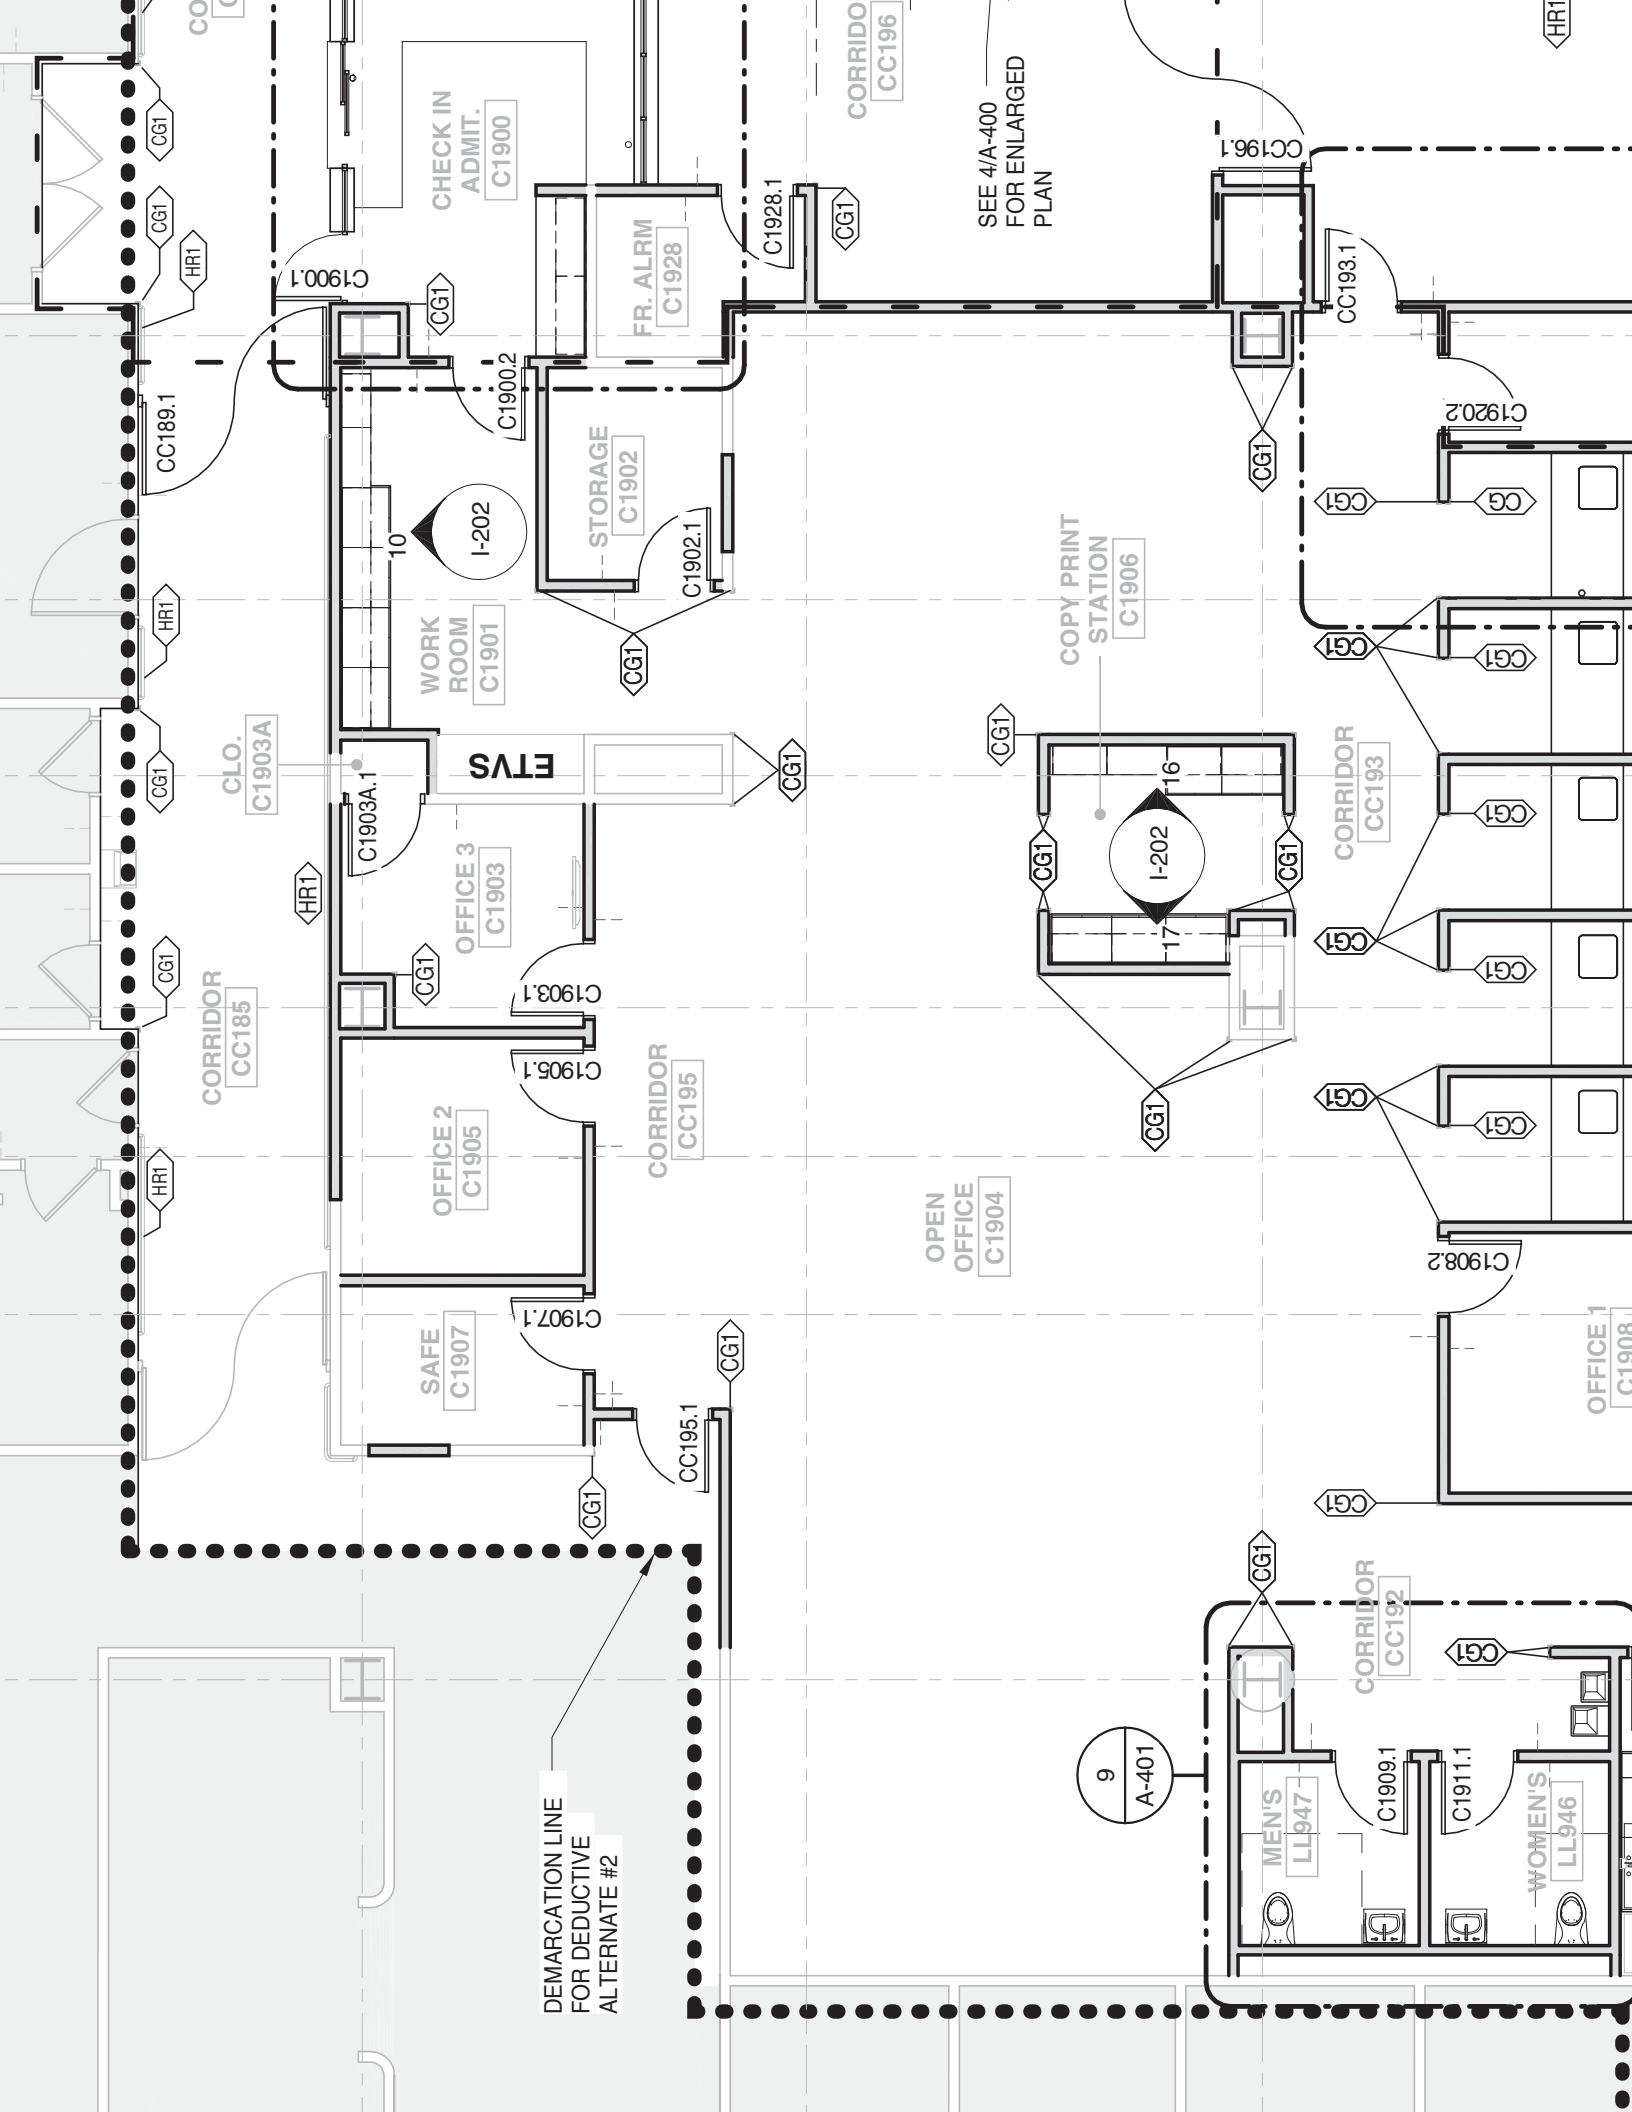 CO
CORRIDO
CC196
HR1
SEE 4/A-400
FOR ENLARGED
PLAN
CG1
CHECK IN
ADMIT.
C1900
CC196.1
CG1
HR1
C1900.1
CG1
FR. ALRM
C1928
C1928.1
CG1
CC193.1
CC189.1
C1900.2
C1920.2
CG1
STORAGE
C1902
CG1
CG
10
I-202
C1902.1
COPY PRINT
STATION
C1906
HR1
WORK
ROOM
C1901
CG1
CG1
CG1
CLO.
C1903A
ETVS
CG1
CG1
CG1
C1903A.1
16
CORRIDOR
CC193
CG1
HR1
OFFICE 3
C1903
CG1
I-202
CG1
17
CG1
CG1
CG1
CG1
C1903.1
CORRIDOR
CC185
C1905.1
CORRIDOR
CC195
CG1
CG1
CG1
HR1
OFFICE 2
C1905
OPEN
OFFICE
C1904
C1908.2
SAFE
C1907
C1907.1
CG1
OFFICE 1
C1908
CC195.1
CG1
CG1
CG1
CORRIDOR
CC192
CG1
DEMARCATION LINE
FOR DEDUCTIVE
ALTERNATE #2
9
A-401
MEN'S
LL947
C1909.1
C1911.1
WOMEN'S
LL946